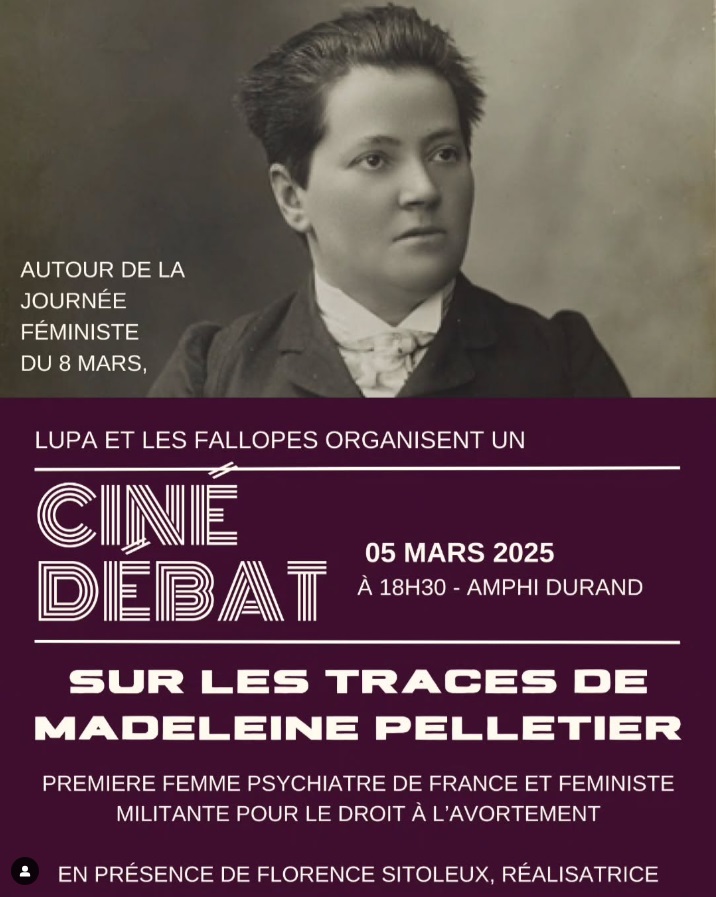 AUTOUR DE LA
JOURNÉE
FÉMINISTE
DU 8 MARS,
LUPA ET LES FALLOPES ORGANISENT UN
CINÉ
DÉBAT
05 MARS 2025
À 18H30 - AMPHI DURAND
SUR LES TRACES DE
MADELEINE PELLETIER
PREMIERE FEMME PSYCHIATRE DE FRANCE ET FEMINISTE
MILITANTE POUR LE DROIT À L'AVORTEMENT
EN PRÉSENCE DE FLORENCE SITOLEUX, RÉALISATRICE